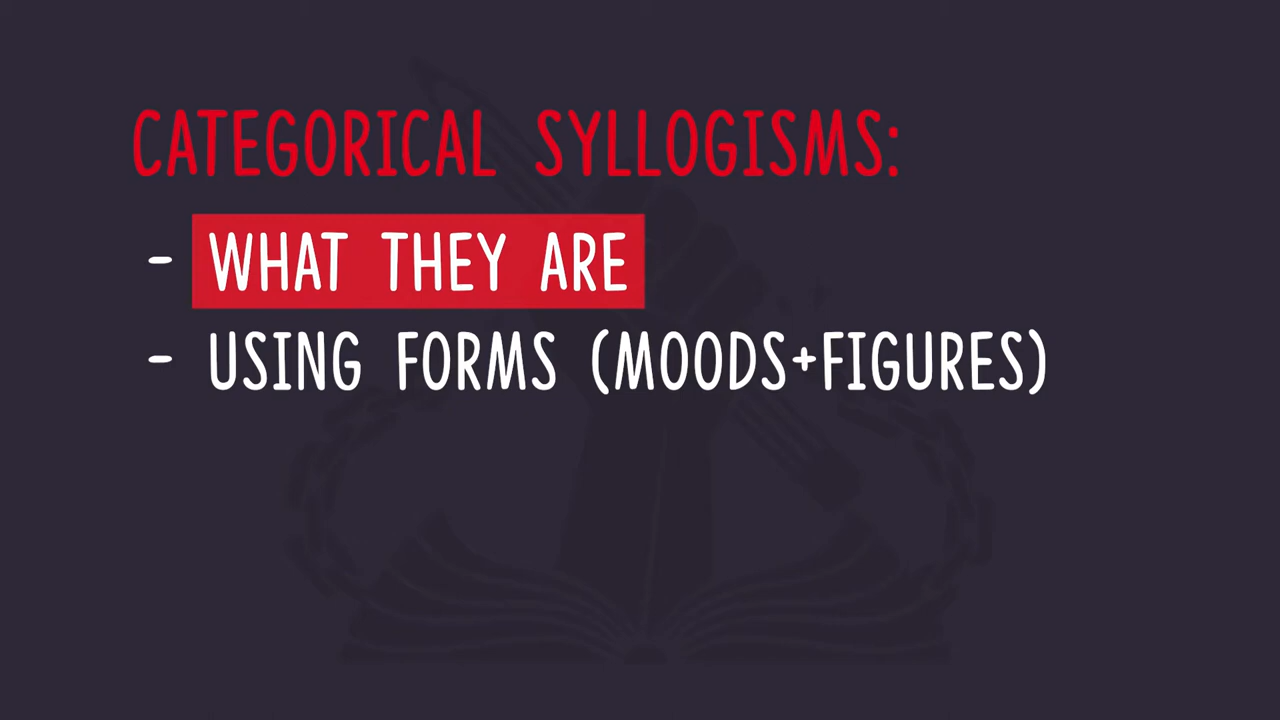 CATEGORICAL SYLLOGISMS:
- WHAT THEY ARE
- USING FORMS (MOODS+FIGURES)